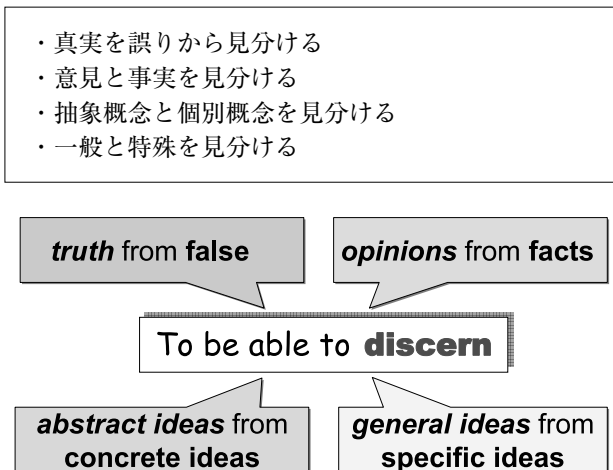 ・真実を誤りから見分ける
・意見と事実を見分ける
・抽象概念と個別概念を見分ける
・一般と特殊を見分ける
truth from false
opinions from facts
To be able to discern
abstract ideas from
concrete ideas
general ideas from
specific ideas